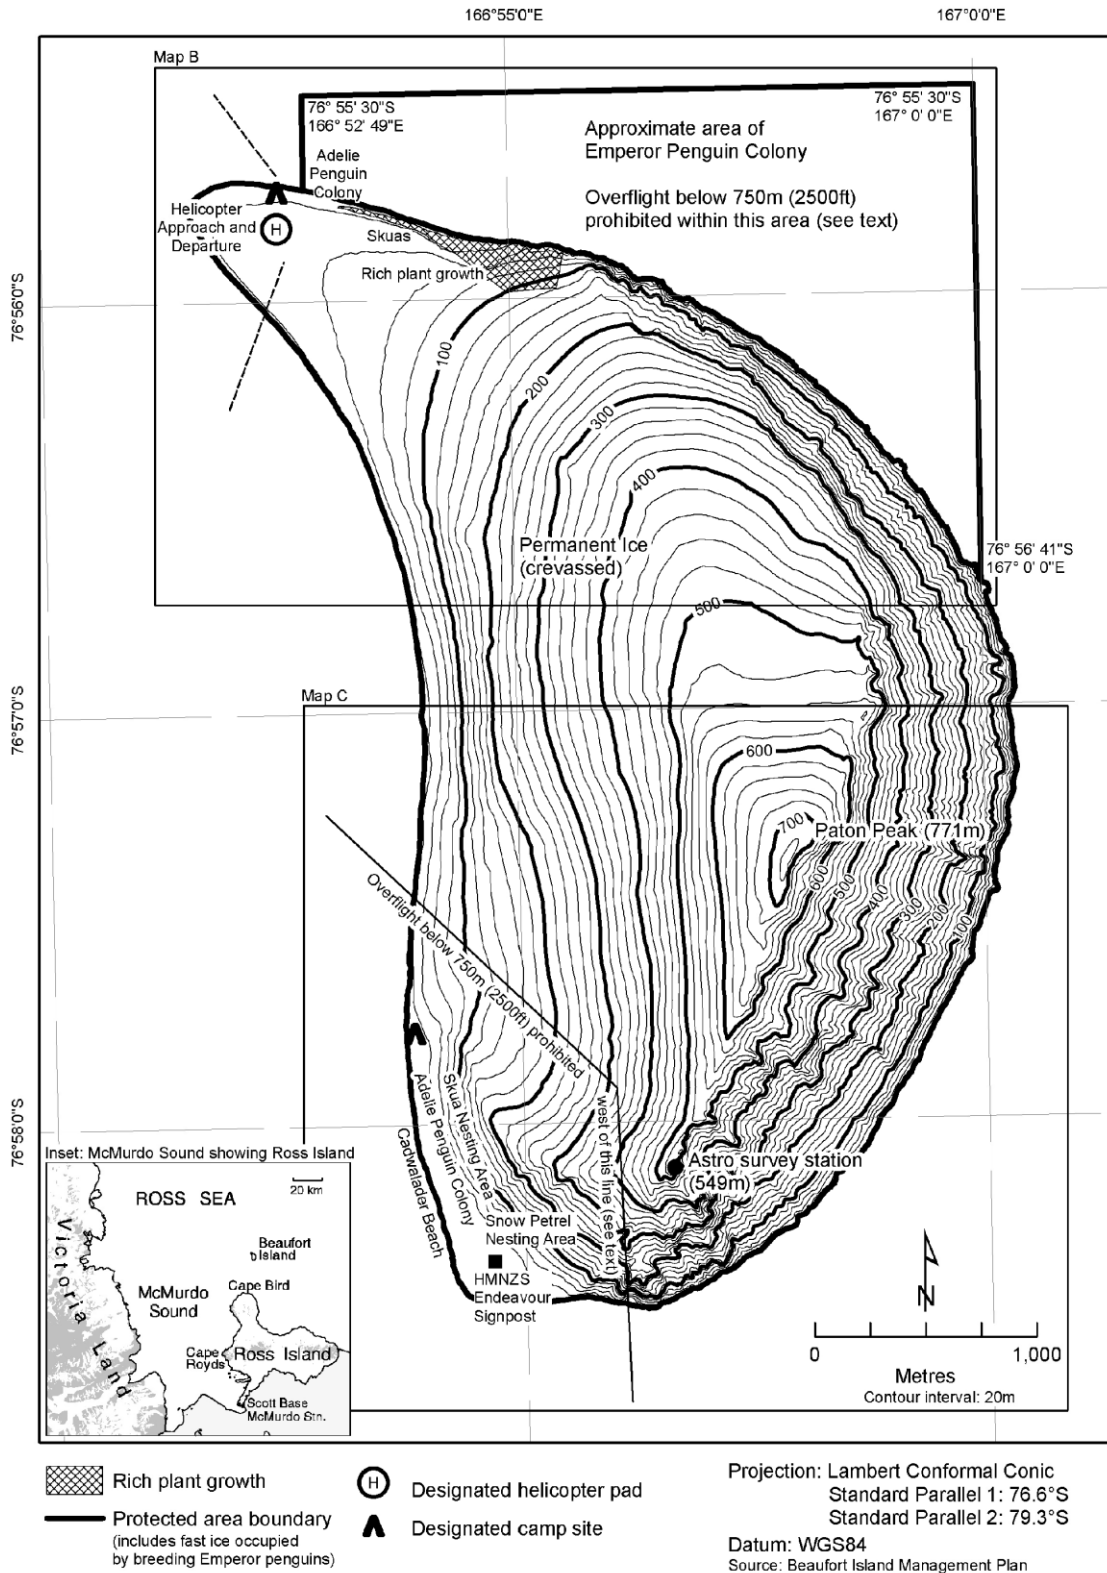 166°55'0"E
167°0'0"E
Map B
76° 55' 30"S
166° 52' 49"E
76° 55' 30"S
167° 0' 0"E
Approximate area of
Emperor Penguin Colony
Overflight below 750m (2500ft)
prohibited within this area (see text)
Adelie
Penguin
Colony
Helicopter
Approach and
Departure
H
Skuas
Rich plant growth
76°56'0"S
100
200
300
400
Permanent Ice
(crevassed)
76° 56' 41"S
167° 0' 0"E
500
Map C
76°57'0"S
600
700
Paton Peak (771m)
600
500
400
300
200
100
Overflight below 750m (2500ft) prohibited
west of this line (see text)
Skua Nesting Area
Adelie Penguin Colony
Cadwalader Beach
76°58'0"S
Astro survey station
(549m)
Snow Petrel
Nesting Area
HMNZS
Endeavour
Signpost
Inset: McMurdo Sound showing Ross Island
20 km
ROSS SEA
Victoria Land
Beaufort
Island
Cape Bird
McMurdo
Sound
Cape
Royds
Ross Island
Scott Base
McMurdo Stn.
N
0
1,000
Metres
Contour interval: 20m
Rich plant growth
Protected area boundary
(includes fast ice occupied
by breeding Emperor penguins)
H
Designated helicopter pad
Designated camp site
Projection: Lambert Conformal Conic
Standard Parallel 1: 76.6°S
Standard Parallel 2: 79.3°S
Datum: WGS84
Source: Beaufort Island Management Plan